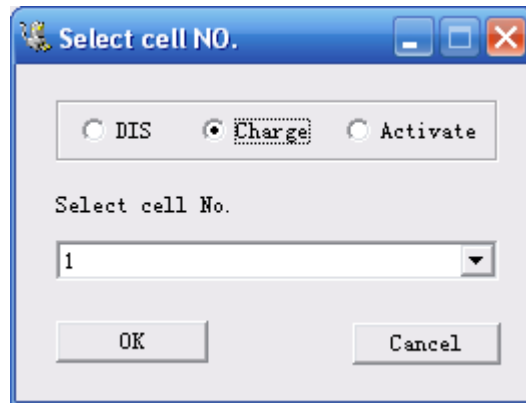 Select cell NO.
DIS Charge Activate
Select cell No.
1
OK Cancel